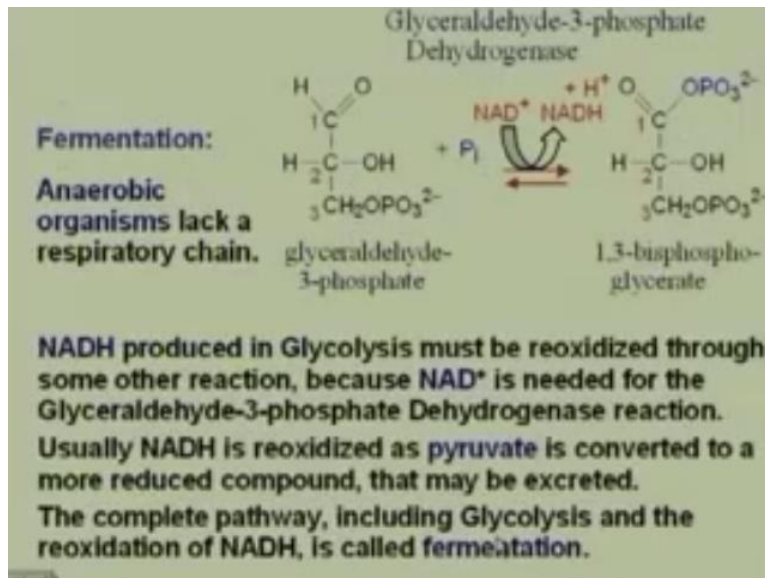 Glyceraldehyde-3-phosphate
Dehydrogenase
H O
1C
H-C-OH
2
3CH₂OPO₃²⁻
glyceraldehyde-
3-phosphate
+ Pi
+ H⁺
NAD⁺ NADH
O OPO₃²⁻
1C
H-C-OH
2
3CH₂OPO₃²⁻
1,3-bisphospho-
glycerate
Fermentation:
Anaerobic
organisms lack a
respiratory chain.
NADH produced in Glycolysis must be reoxidized through
some other reaction, because NAD⁺ is needed for the
Glyceraldehyde-3-phosphate Dehydrogenase reaction.
Usually NADH is reoxidized as pyruvate is converted to a
more reduced compound, that may be excreted.
The complete pathway, including Glycolysis and the
reoxidation of NADH, is called fermentation.